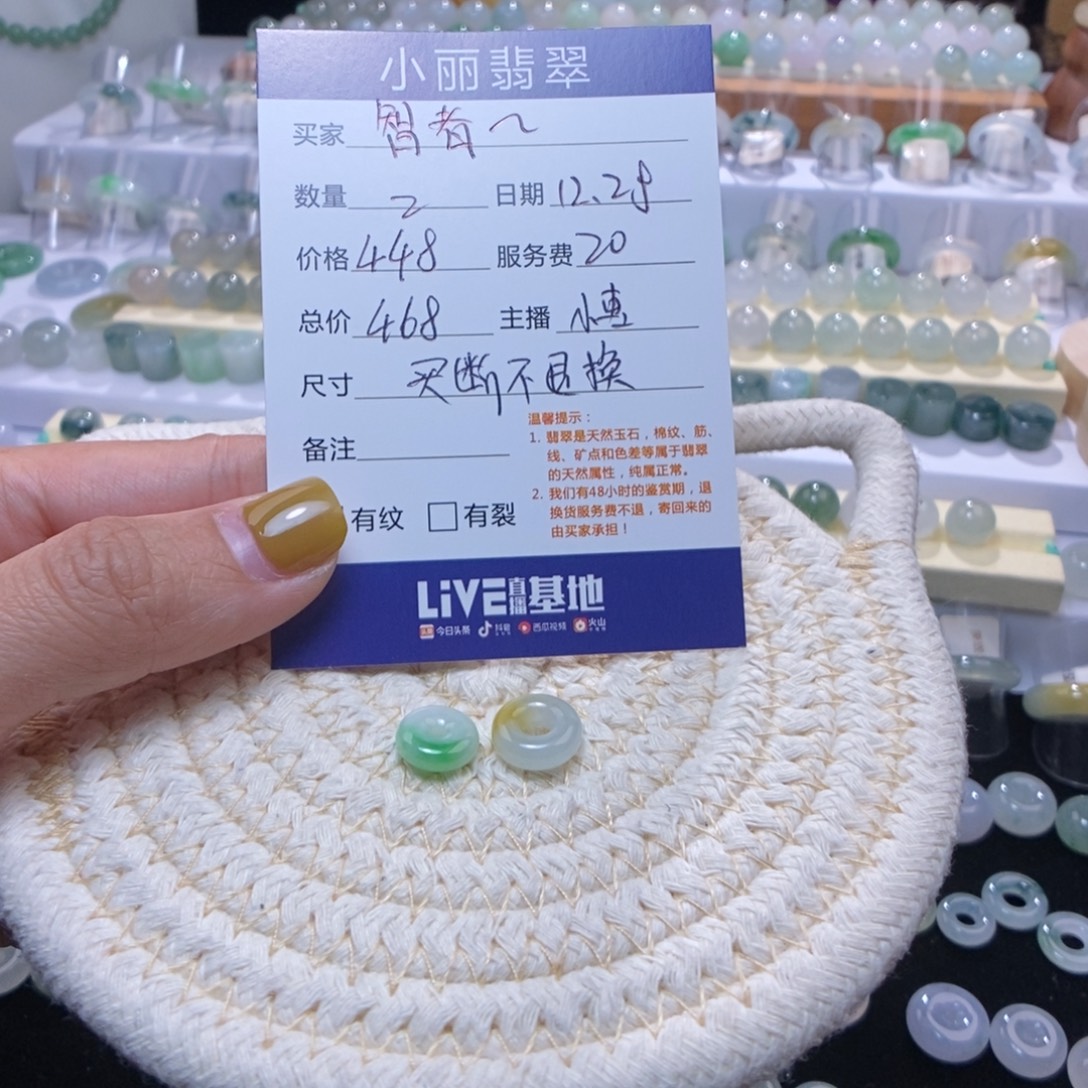 小丽翡翠
买家 智者~
数量 2 日期 12.29
价格 448 服务费 20
总价 468 主播 小惠
尺寸 买断不退换
备注
温馨提示：
1. 翡翠是天然玉石，棉纹、筋、
线、矿点和色差等属于翡翠
的天然属性，纯属正常。
2. 我们有48小时的鉴赏期，退
换货服务费不退，寄回来的
由买家承担！
有纹 有裂
LiVE直播基地
今日头条 抖音 西瓜视频 火山